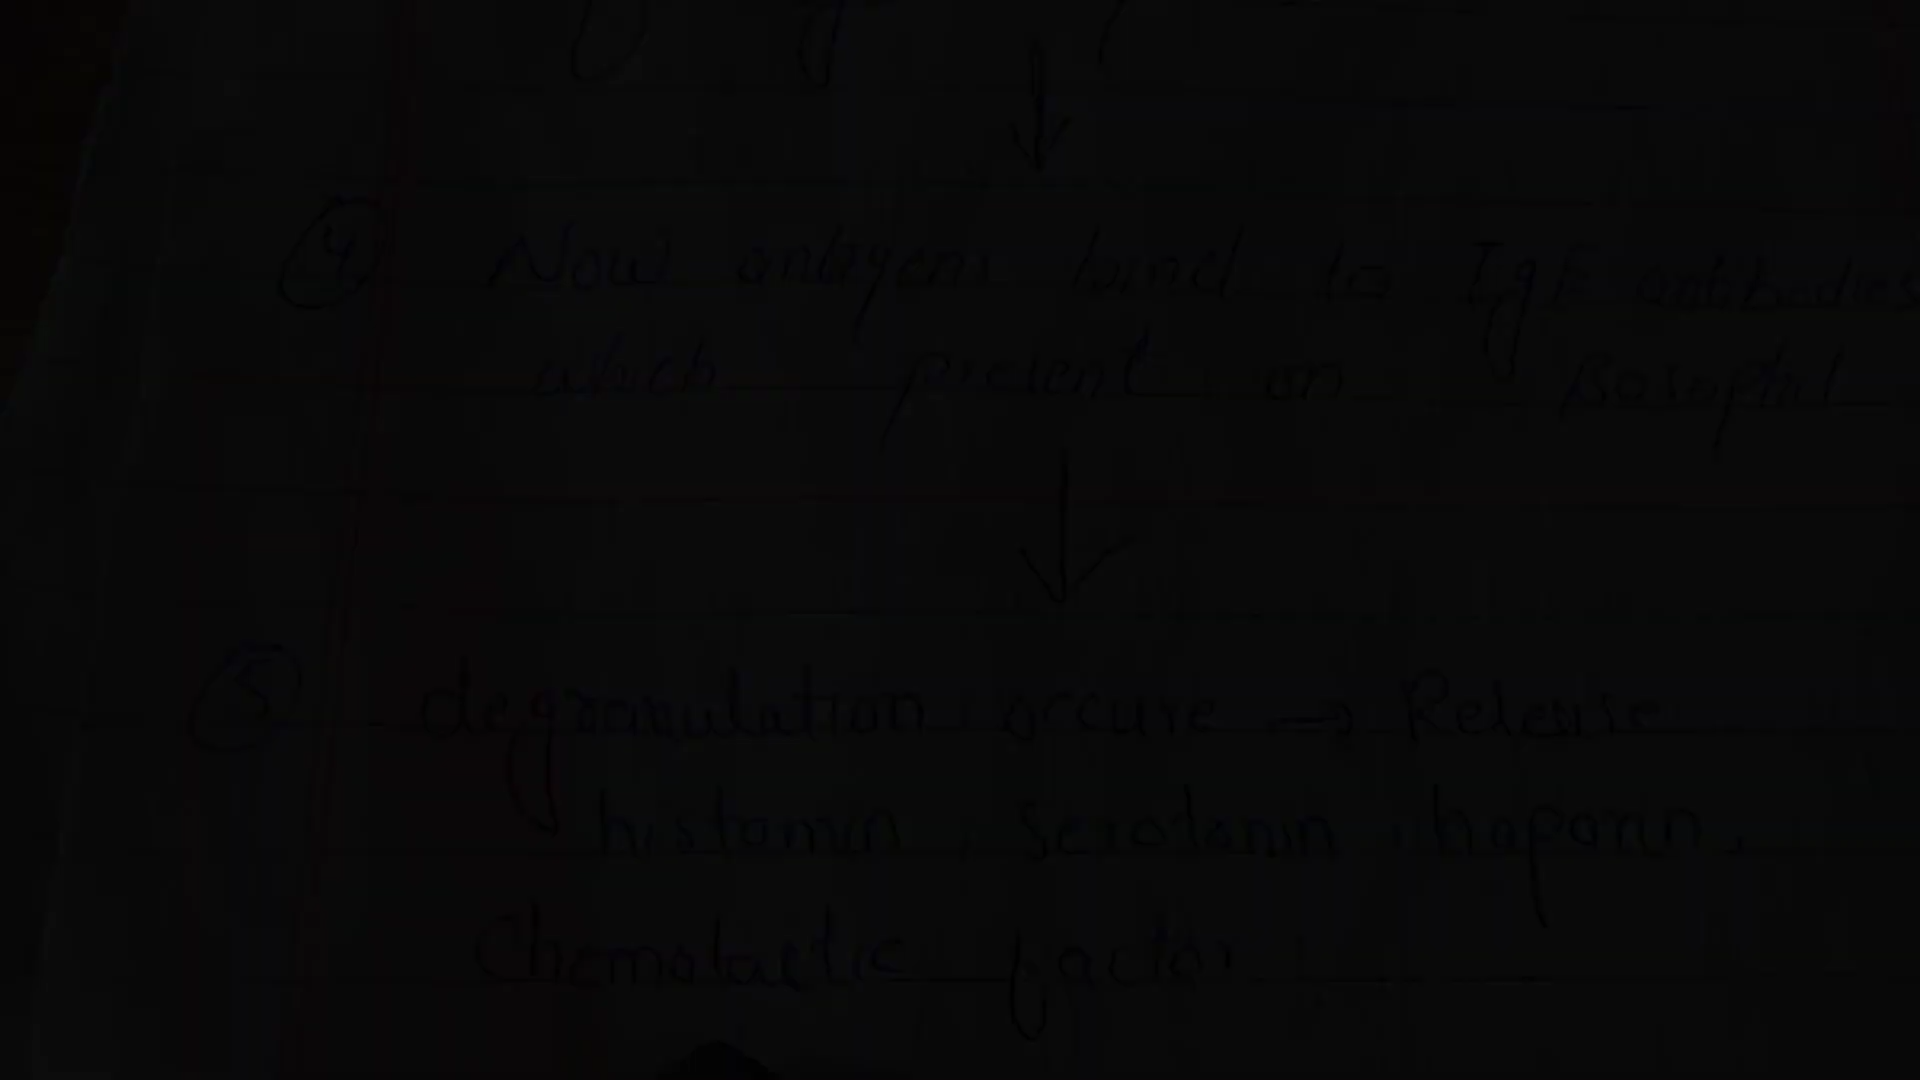 ④ Now antigen bind to IgE antibodies
which present on Basophil
⑤ degranulation occure → Release
histamin, Serotonin, haparin,
Chemotactic factor